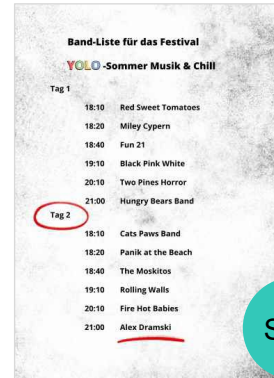 Band-Liste für das Festival
YOLO-Sommer Musik & Chill
Tag 1
18:10 Red Sweet Tomatoes
18:20 Miley Cypern
18:40 Fun 21
19:10 Black Pink White
20:10 Two Pines Horror
21:00 Hungry Bears Band
Tag 2
18:10 Cats Paws Band
18:20 Panik at the Beach
18:40 The Moskitos
19:10 Rolling Walls
20:10 Fire Hot Babies
21:00 Alex Dramski
S